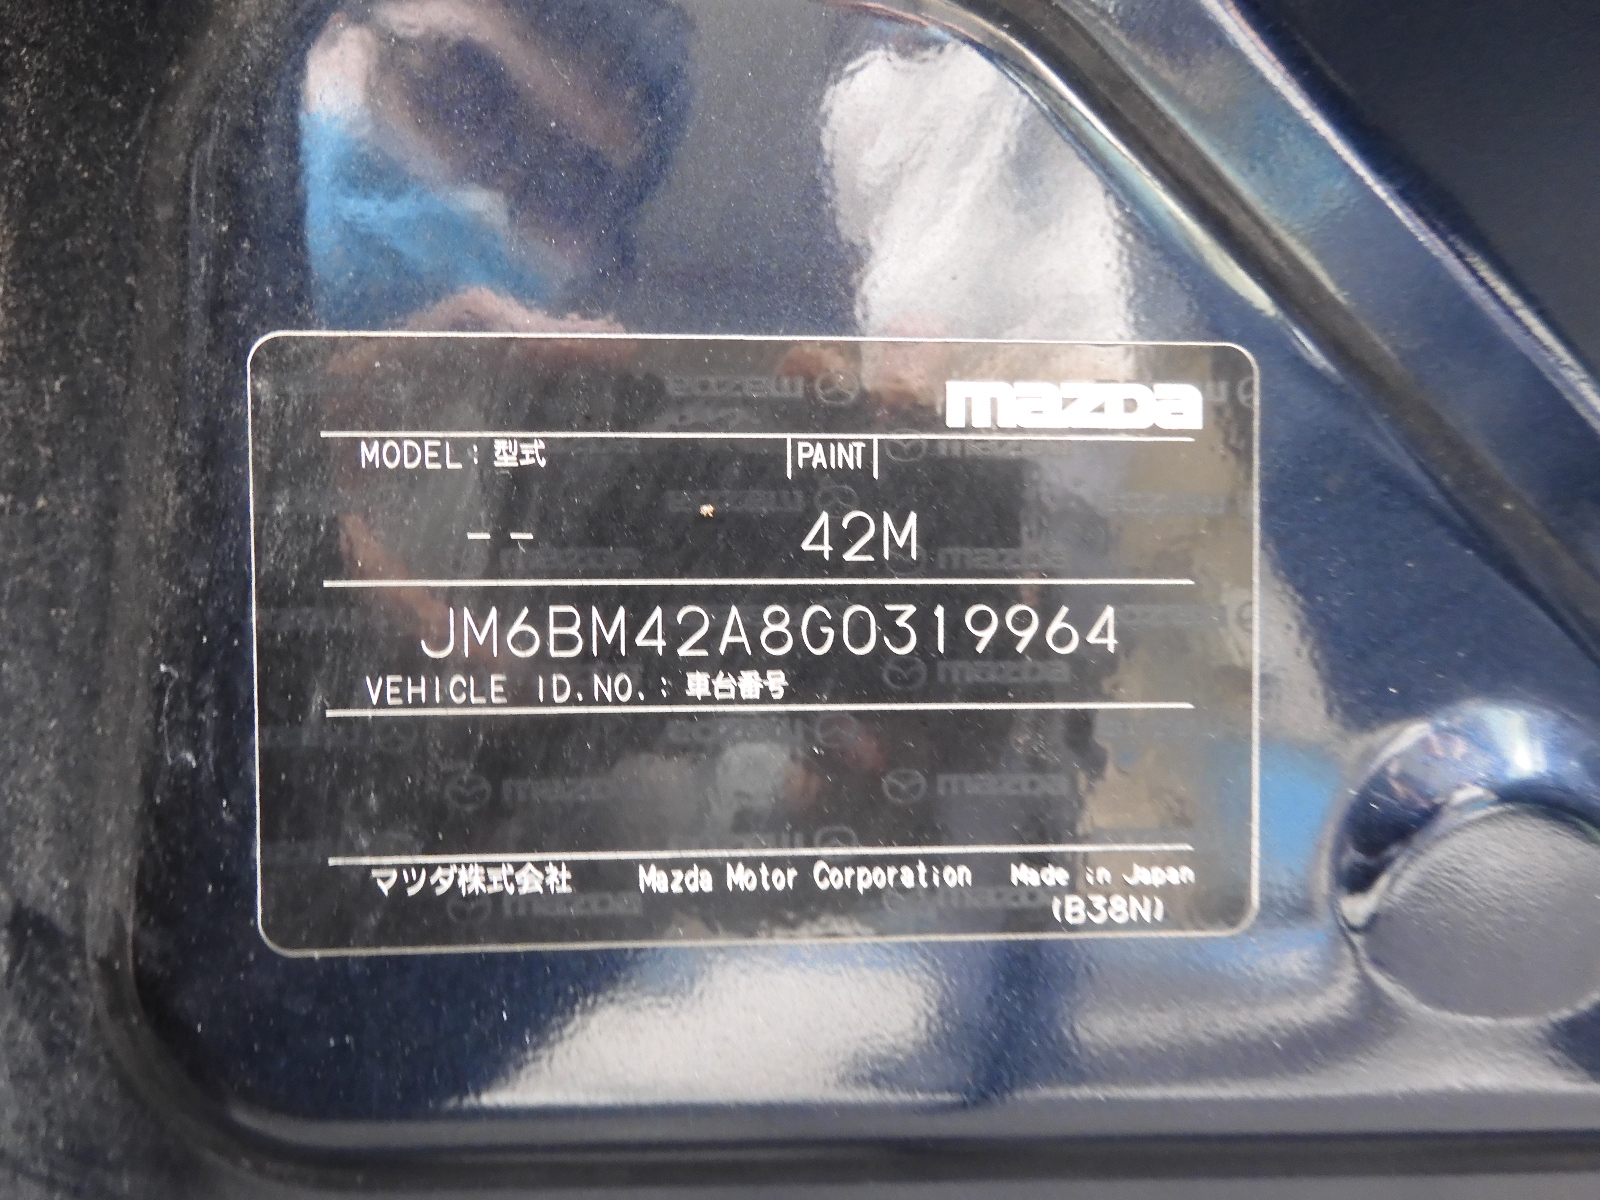 mazda
MODEL: 型式 PAINT
-- 42M
JM6BM42A8G0319964
VEHICLE ID.NO.: 車台番号
マツダ株式会社 Mazda Motor Corporation Made in Japan
(B38N)